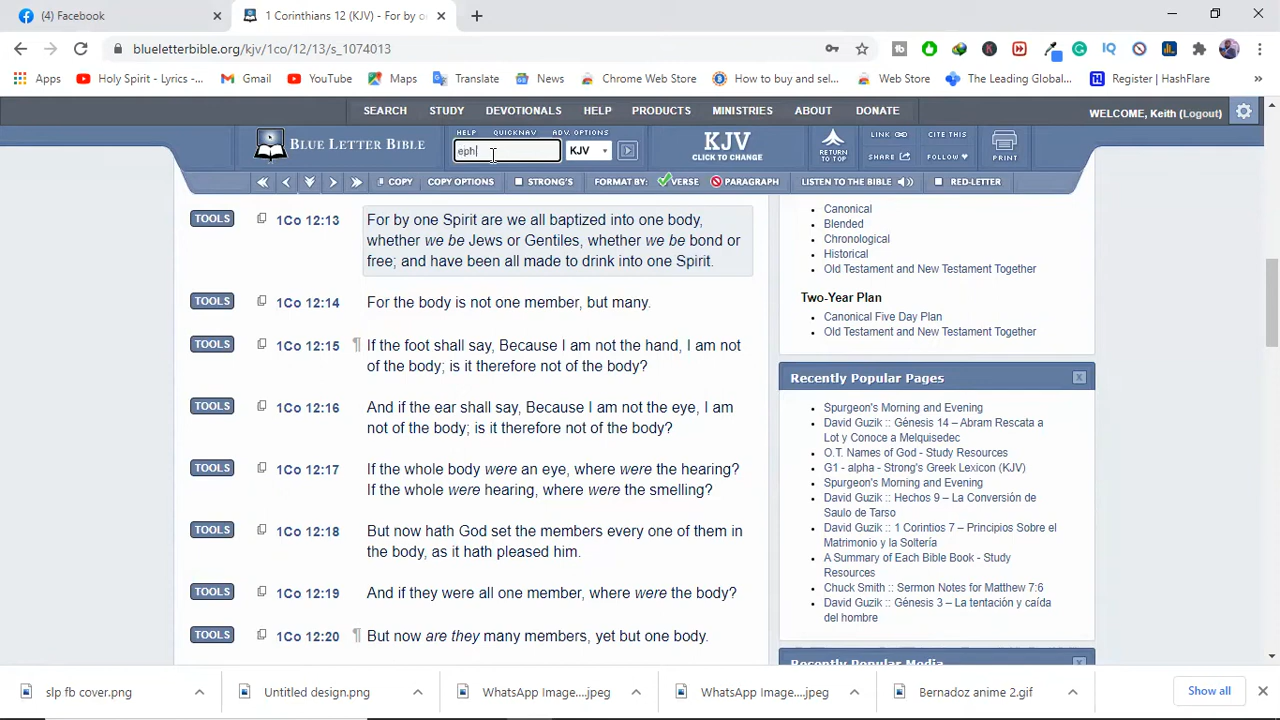 (4) Facebook
1 Corinthians 12 (KJV) - For by o
blueletterbible.org/kjv/1co/12/13/s_1074013
Apps
Holy Spirit - Lyrics -...
Gmail
YouTube
Maps
Translate
News
Chrome Web Store
How to buy and sel...
Web Store
The Leading Global...
Register | HashFlare
SEARCH
STUDY
DEVOTIONALS
HELP
PRODUCTS
MINISTRIES
ABOUT
DONATE
WELCOME, Keith (Logout)
BLUE LETTER BIBLE
HELP
QUICKNAV
ADV. OPTIONS
eph
KJV
KJV
CLICK TO CHANGE
RETURN
TO TOP
LINK
CITE THIS
SHARE
FOLLOW
PRINT
COPY
COPY OPTIONS
STRONG'S
FORMAT BY:
VERSE
PARAGRAPH
LISTEN TO THE BIBLE
RED-LETTER
TOOLS 1Co 12:13 For by one Spirit are we all baptized into one body,
whether we be Jews or Gentiles, whether we be bond or
free; and have been all made to drink into one Spirit.
TOOLS 1Co 12:14 For the body is not one member, but many.
TOOLS 1Co 12:15 ¶ If the foot shall say, Because I am not the hand, I am not
of the body; is it therefore not of the body?
TOOLS 1Co 12:16 And if the ear shall say, Because I am not the eye, I am
not of the body; is it therefore not of the body?
TOOLS 1Co 12:17 If the whole body were an eye, where were the hearing?
If the whole were hearing, where were the smelling?
TOOLS 1Co 12:18 But now hath God set the members every one of them in
the body, as it hath pleased him.
TOOLS 1Co 12:19 And if they were all one member, where were the body?
TOOLS 1Co 12:20 ¶ But now are they many members, yet but one body.
Canonical
Blended
Chronological
Historical
Old Testament and New Testament Together
Two-Year Plan
Canonical Five Day Plan
Old Testament and New Testament Together
Recently Popular Pages
X
Spurgeon's Morning and Evening
David Guzik :: Génesis 14 – Abram Rescata a
Lot y Conoce a Melquisedec
O.T. Names of God - Study Resources
G1 - alpha - Strong's Greek Lexicon (KJV)
Spurgeon's Morning and Evening
David Guzik :: Hechos 9 – La Conversión de
Saulo de Tarso
David Guzik :: 1 Corintios 7 – Principios Sobre el
Matrimonio y la Soltería
A Summary of Each Bible Book - Study
Resources
Chuck Smith :: Sermon Notes for Matthew 7:6
David Guzik :: Génesis 3 – La tentación y caída
del hombre
Recently Popular Media
slp fb cover.png
Untitled design.png
WhatsApp Image....jpeg
WhatsApp Image....jpeg
Bernadoz anime 2.gif
Show all